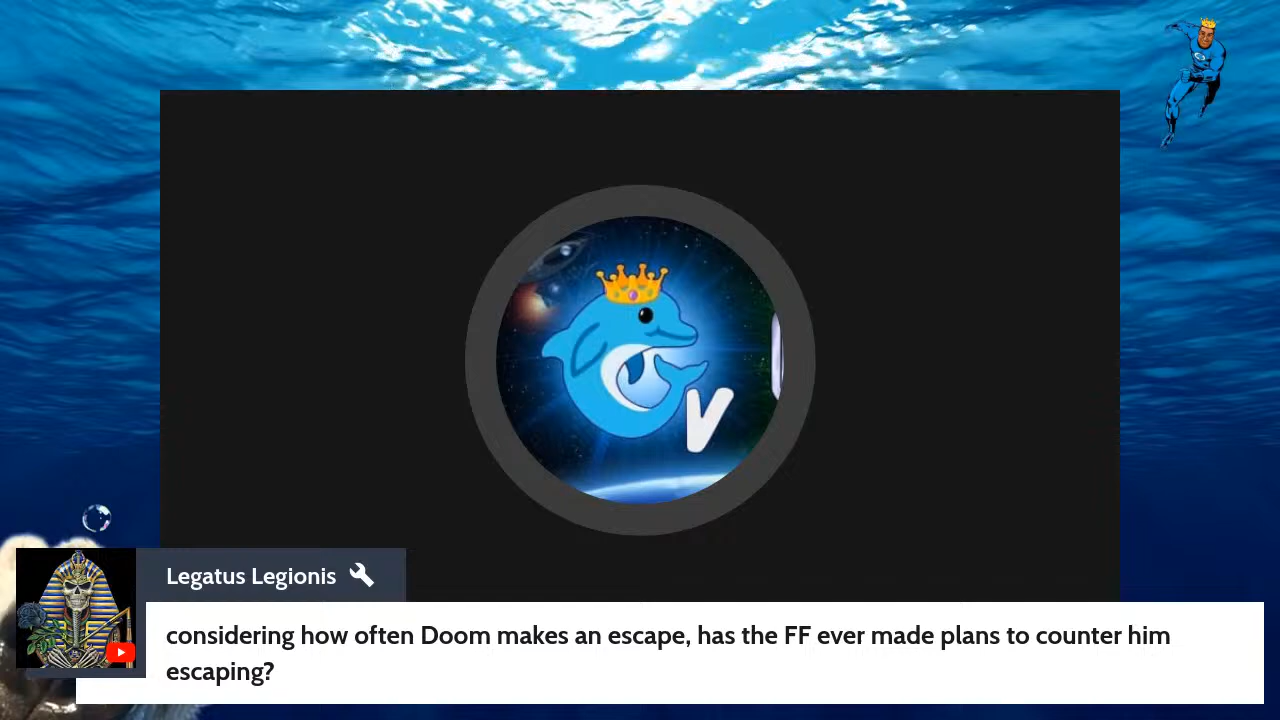 V
Legatus Legionis
considering how often Doom makes an escape, has the FF ever made plans to counter him
escaping?